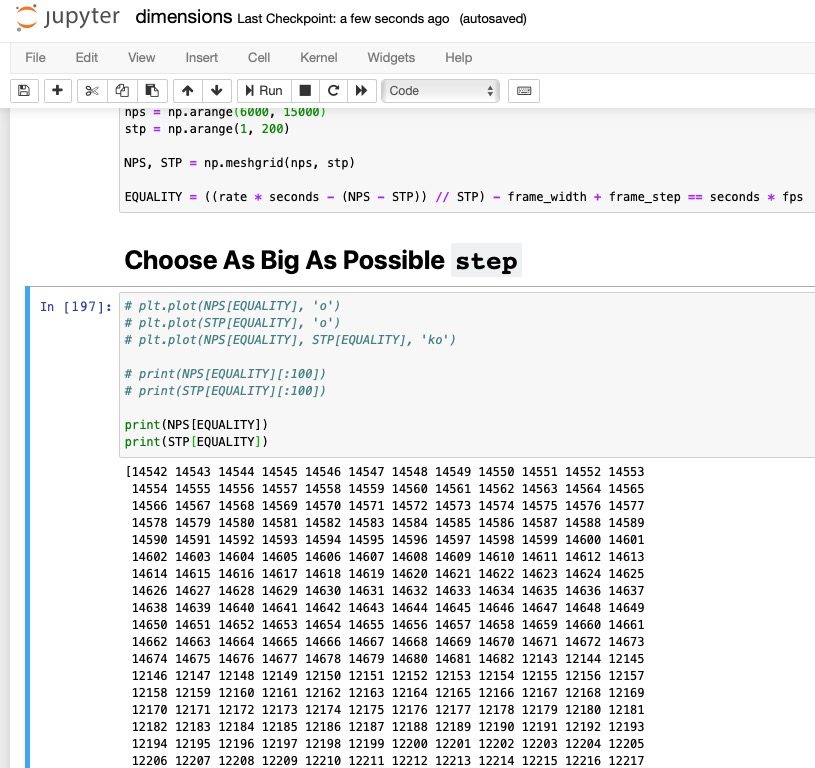 jupyter dimensions Last Checkpoint: a few seconds ago (autosaved)
File Edit View Insert Cell Kernel Widgets Help
Run Code
nps = np.arange(6000, 15000)
stp = np.arange(1, 200)
NPS, STP = np.meshgrid(nps, stp)
EQUALITY = ((rate * seconds - (NPS - STP)) // STP) - frame_width + frame_step == seconds * fps
Choose As Big As Possible step
In [197]:
# plt.plot(NPS[EQUALITY], 'o')
# plt.plot(STP[EQUALITY], 'o')
# plt.plot(NPS[EQUALITY], STP[EQUALITY], 'ko')
# print(NPS[EQUALITY][:100])
# print(STP[EQUALITY][:100])
print(NPS[EQUALITY])
print(STP[EQUALITY])
[14542 14543 14544 14545 14546 14547 14548 14549 14550 14551 14552 14553
14554 14555 14556 14557 14558 14559 14560 14561 14562 14563 14564 14565
14566 14567 14568 14569 14570 14571 14572 14573 14574 14575 14576 14577
14578 14579 14580 14581 14582 14583 14584 14585 14586 14587 14588 14589
14590 14591 14592 14593 14594 14595 14596 14597 14598 14599 14600 14601
14602 14603 14604 14605 14606 14607 14608 14609 14610 14611 14612 14613
14614 14615 14616 14617 14618 14619 14620 14621 14622 14623 14624 14625
14626 14627 14628 14629 14630 14631 14632 14633 14634 14635 14636 14637
14638 14639 14640 14641 14642 14643 14644 14645 14646 14647 14648 14649
14650 14651 14652 14653 14654 14655 14656 14657 14658 14659 14660 14661
14662 14663 14664 14665 14666 14667 14668 14669 14670 14671 14672 14673
14674 14675 14676 14677 14678 14679 14680 14681 14682 12143 12144 12145
12146 12147 12148 12149 12150 12151 12152 12153 12154 12155 12156 12157
12158 12159 12160 12161 12162 12163 12164 12165 12166 12167 12168 12169
12170 12171 12172 12173 12174 12175 12176 12177 12178 12179 12180 12181
12182 12183 12184 12185 12186 12187 12188 12189 12190 12191 12192 12193
12194 12195 12196 12197 12198 12199 12200 12201 12202 12203 12204 12205
12206 12207 12208 12209 12210 12211 12212 12213 12214 12215 12216 12217